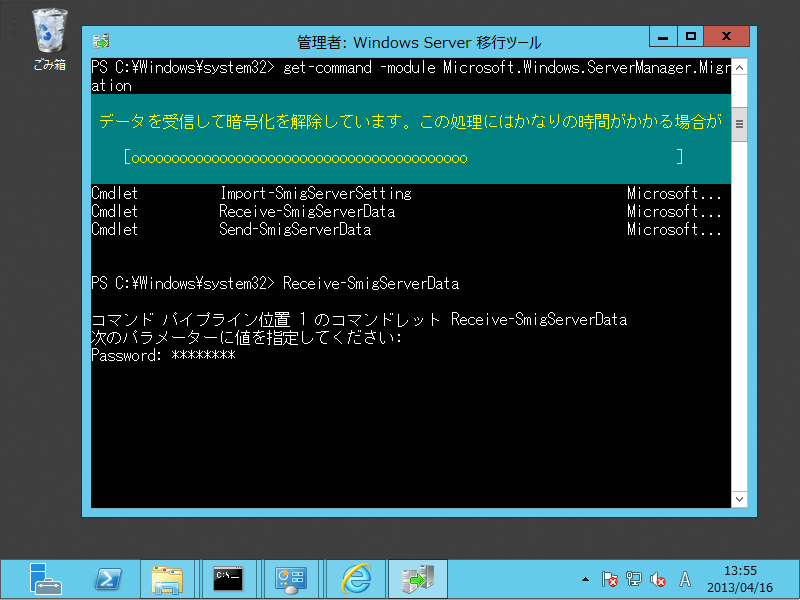 ごみ箱
管理者: Windows Server 移行ツール
PS C:¥Windows¥system32> get-command -module Microsoft.Windows.ServerManager.Migr
ation
データを受信して暗号化を解除しています。この処理にはかなりの時間がかかる場合が
[oooooooooooooooooooooooooooooooooooooooooo ]
Cmdlet Import-SmigServerSetting Microsoft...
Cmdlet Receive-SmigServerData Microsoft...
Cmdlet Send-SmigServerData Microsoft...
PS C:¥Windows¥system32> Receive-SmigServerData
コマンド パイプライン位置 1 のコマンドレット Receive-SmigServerData
次のパラメーターに値を指定してください:
Password: ********
C:\
A
13:55
2013/04/16